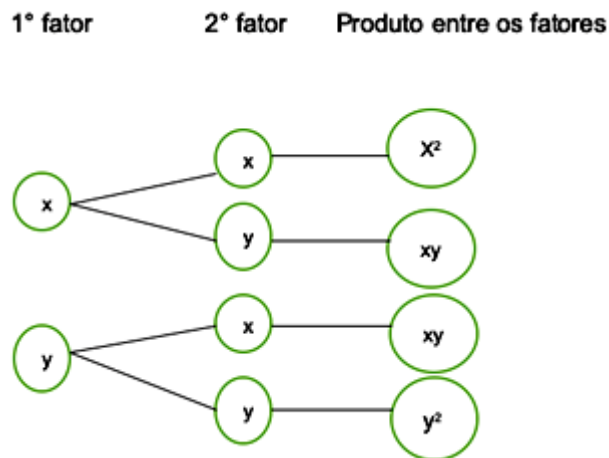 1° fator 2° fator Produto entre os fatores
x X²
x
y xy
x xy
y
y y²